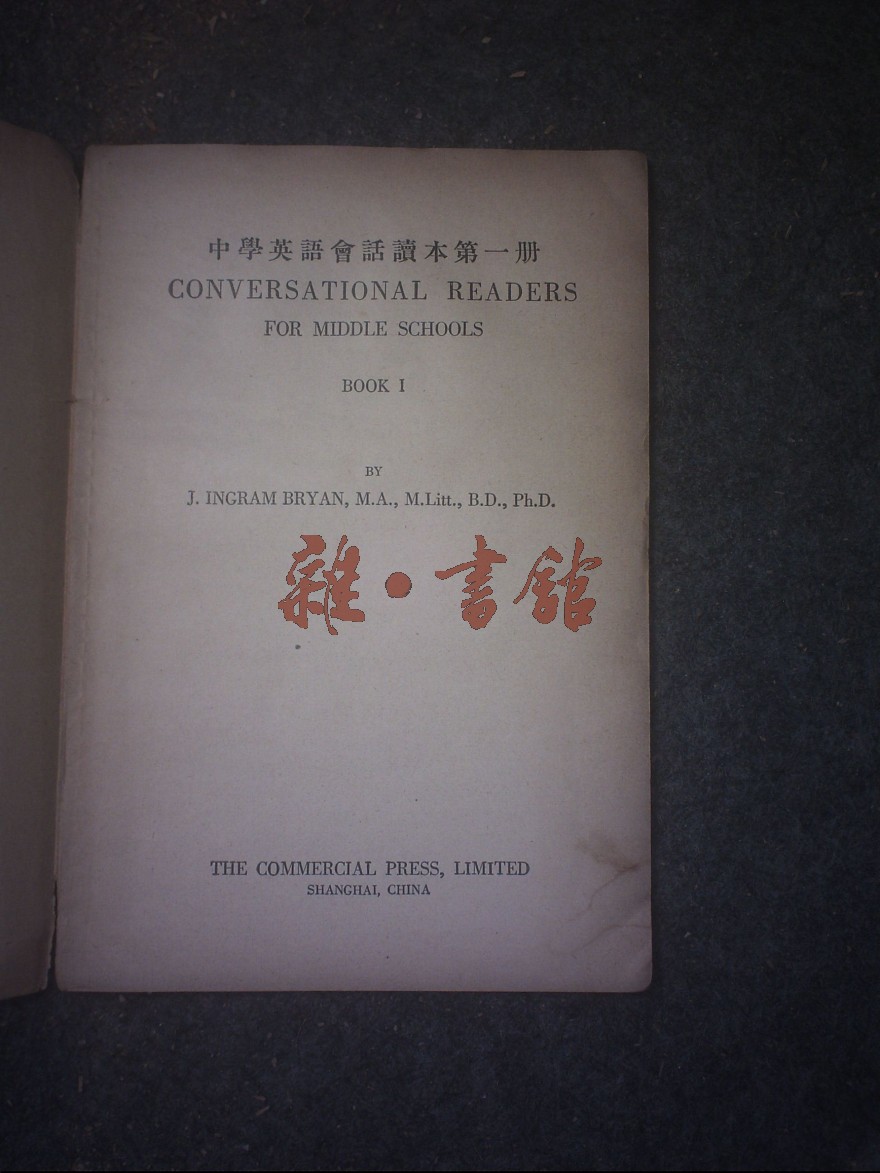 中學英語會話讀本第一册
CONVERSATIONAL READERS
FOR MIDDLE SCHOOLS
BOOK I
BY
J. INGRAM BRYAN, M.A., M.Litt., B.D., Ph.D.
雜•書館
THE COMMERCIAL PRESS, LIMITED
SHANGHAI, CHINA